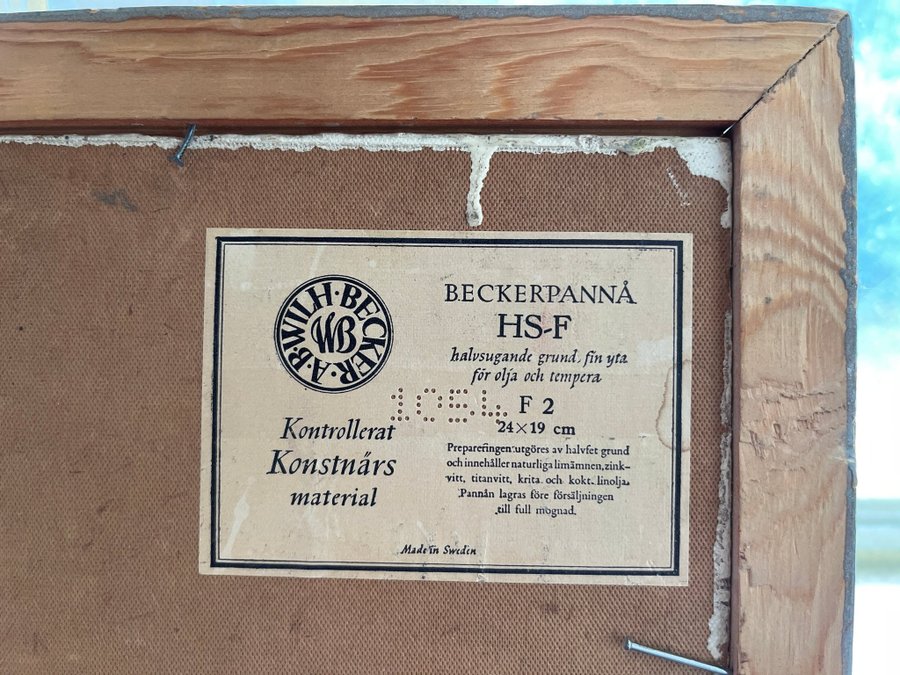 A·B·WILH·BECKER·
WB
Kontrollerat
Konstnärs
material
BECKERPANNÅ
HS-F
halvsugande grund, fin yta
för olja och tempera
1054
F 2
24×19 cm
Prepareringen utgöres av halvfet grund
och innehåller naturliga limämnen, zink-
vitt, titanvitt, krita och kokt linolja.
Pannån lagras före försäljningen
till full mognad.
Made in Sweden